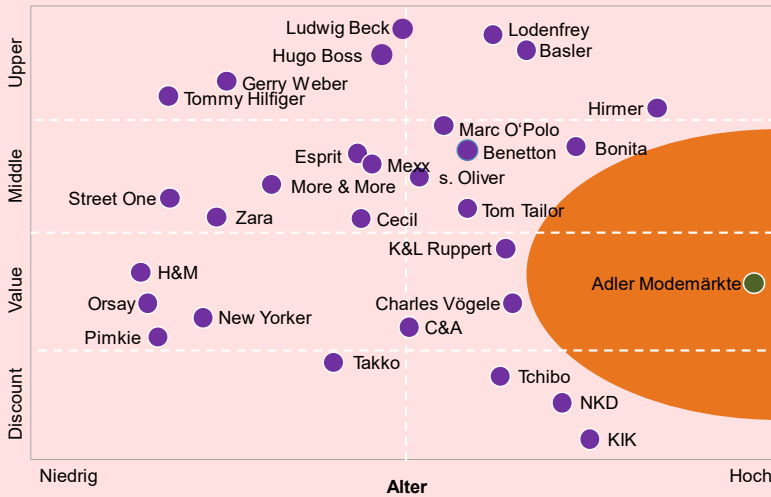 Upper
Ludwig Beck
Lodenfrey
Hugo Boss
Basler
Gerry Weber
Tommy Hilfiger
Hirmer
Middle
Marc O‘Polo
Esprit
Benetton
Bonita
Mexx
s. Oliver
More & More
Street One
Tom Tailor
Zara
Cecil
Value
K&L Ruppert
H&M
Adler Modemärkte
Orsay
Charles Vögele
New Yorker
C&A
Pimkie
Discount
Takko
Tchibo
NKD
KIK
Niedrig
Alter
Hoch